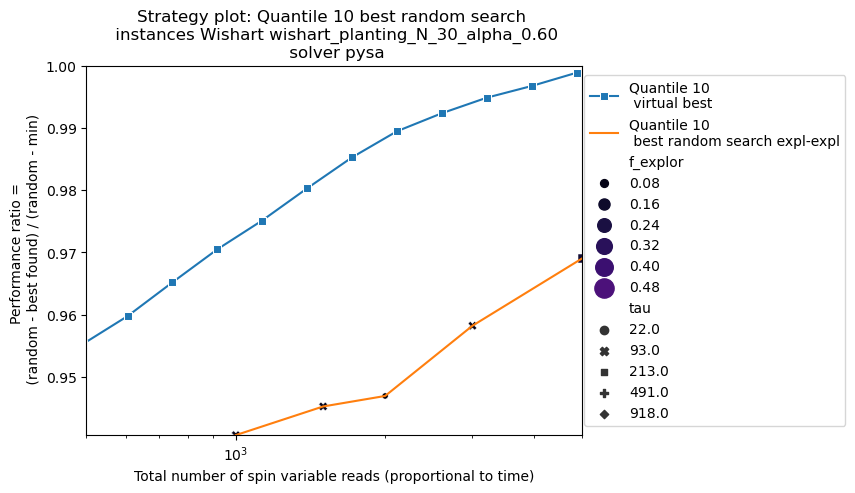 Strategy plot: Quantile 10 best random search
instances Wishart wishart_planting_N_30_alpha_0.60
solver pysa
Performance ratio =
(random - best found) / (random - min)
1.00
0.99
0.98
0.97
0.96
0.95
10^3
Total number of spin variable reads (proportional to time)
Quantile 10
virtual best
Quantile 10
best random search expl-expl
f_explor
0.08
0.16
0.24
0.32
0.40
0.48
tau
22.0
93.0
213.0
491.0
918.0